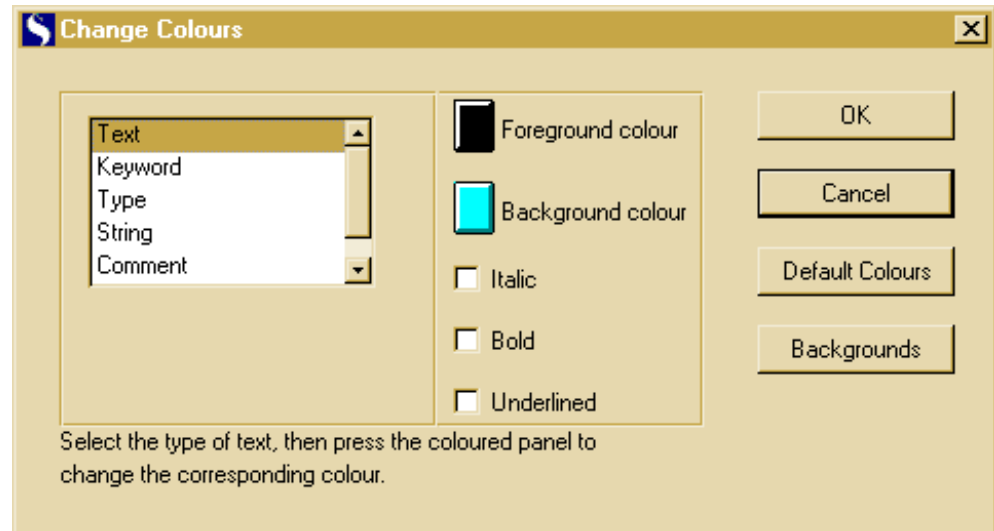 Change Colours
Text
Keyword
Type
String
Comment
Foreground colour
Background colour
Italic
Bold
Underlined
OK
Cancel
Default Colours
Backgrounds
Select the type of text, then press the coloured panel to
change the corresponding colour.